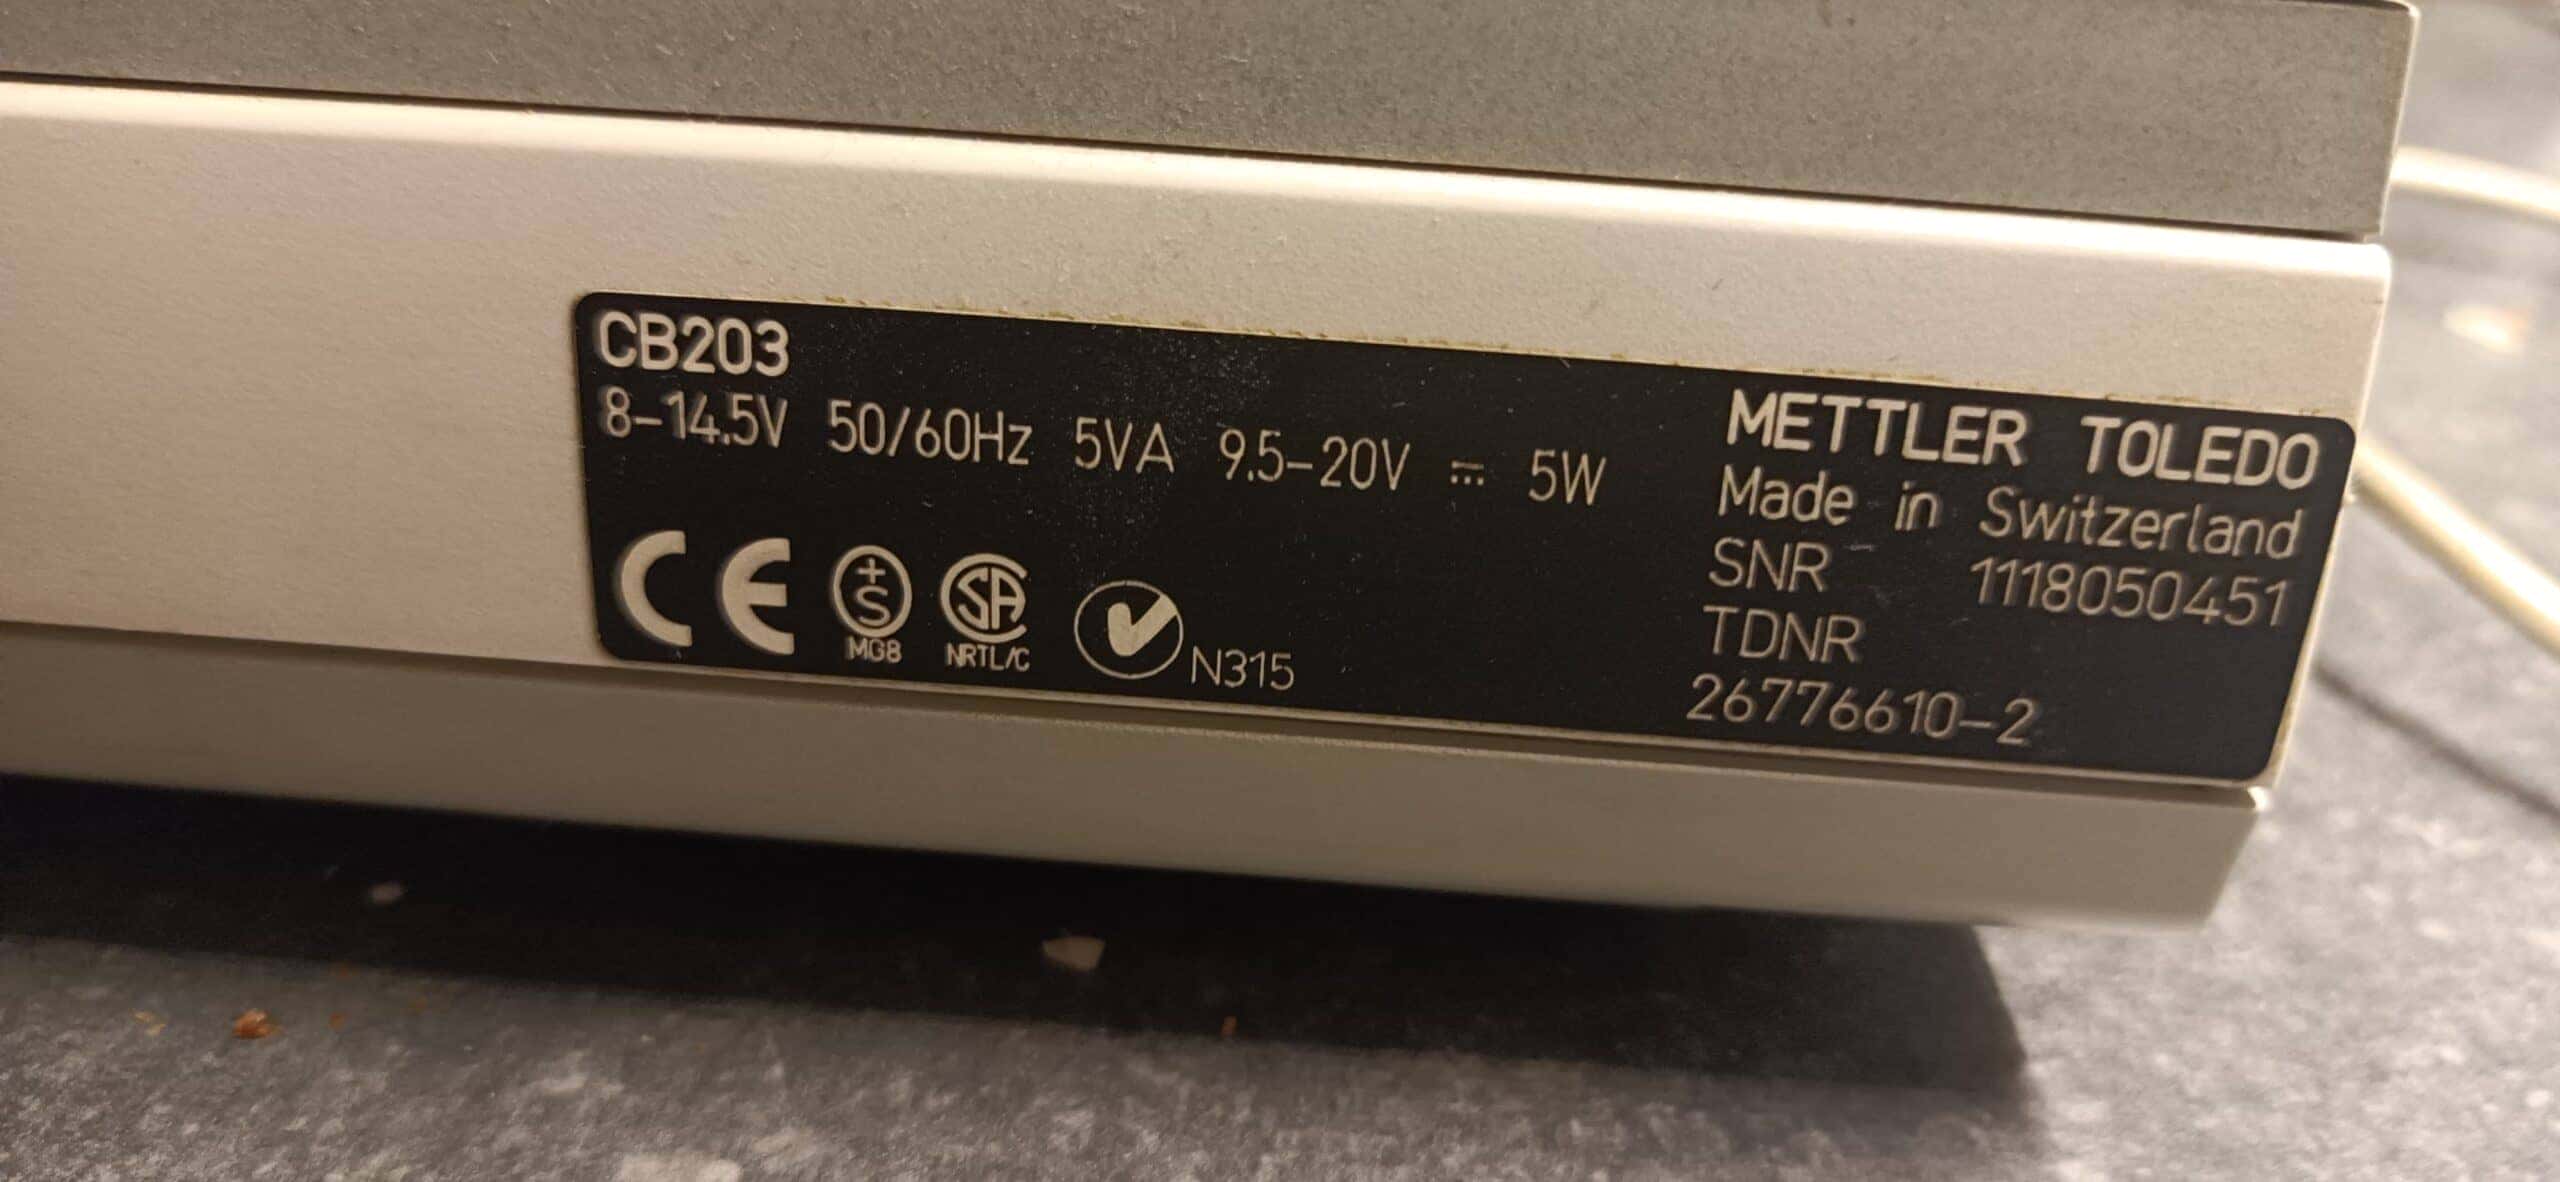 CB203
8-14.5V 50/60Hz 5VA 9.5-20V ⎓ 5W
CE
+S
MG8
SA
NRTL/C
N315
METTLER TOLEDO
Made in Switzerland
SNR 1118050451
TDNR
26776610-2